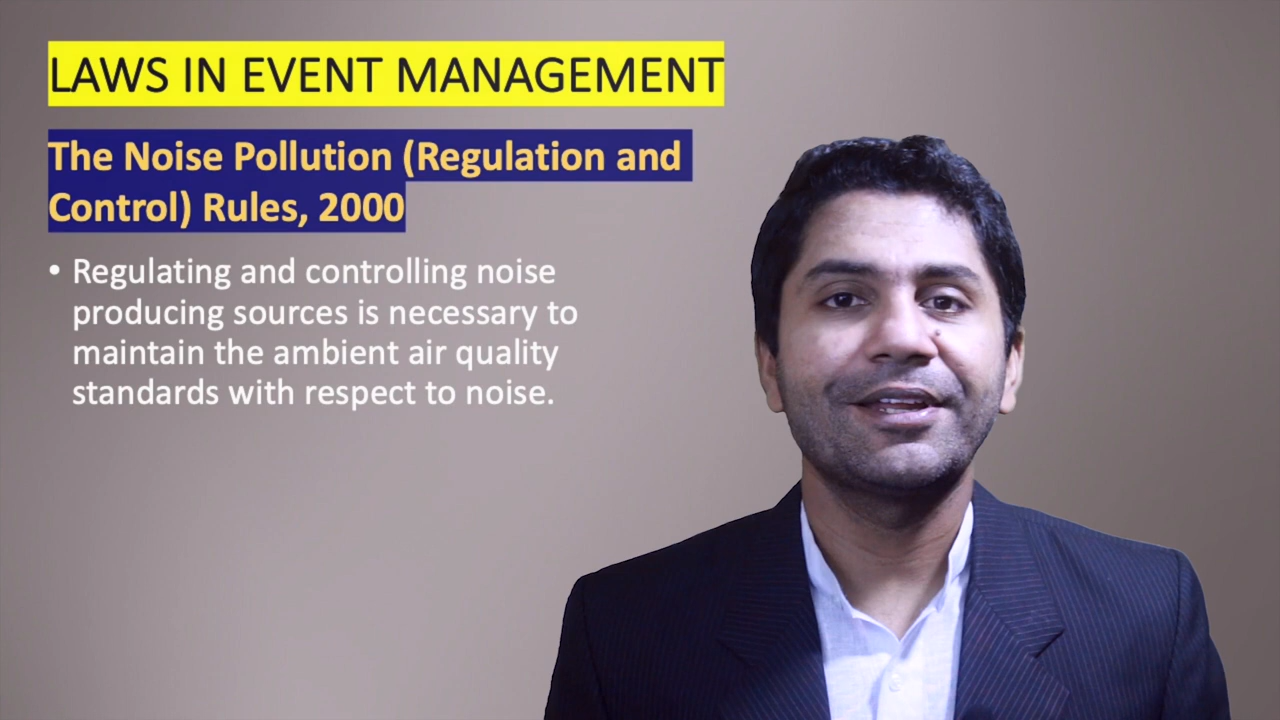 LAWS IN EVENT MANAGEMENT
The Noise Pollution (Regulation and
Control) Rules, 2000
• Regulating and controlling noise
producing sources is necessary to
maintain the ambient air quality
standards with respect to noise.